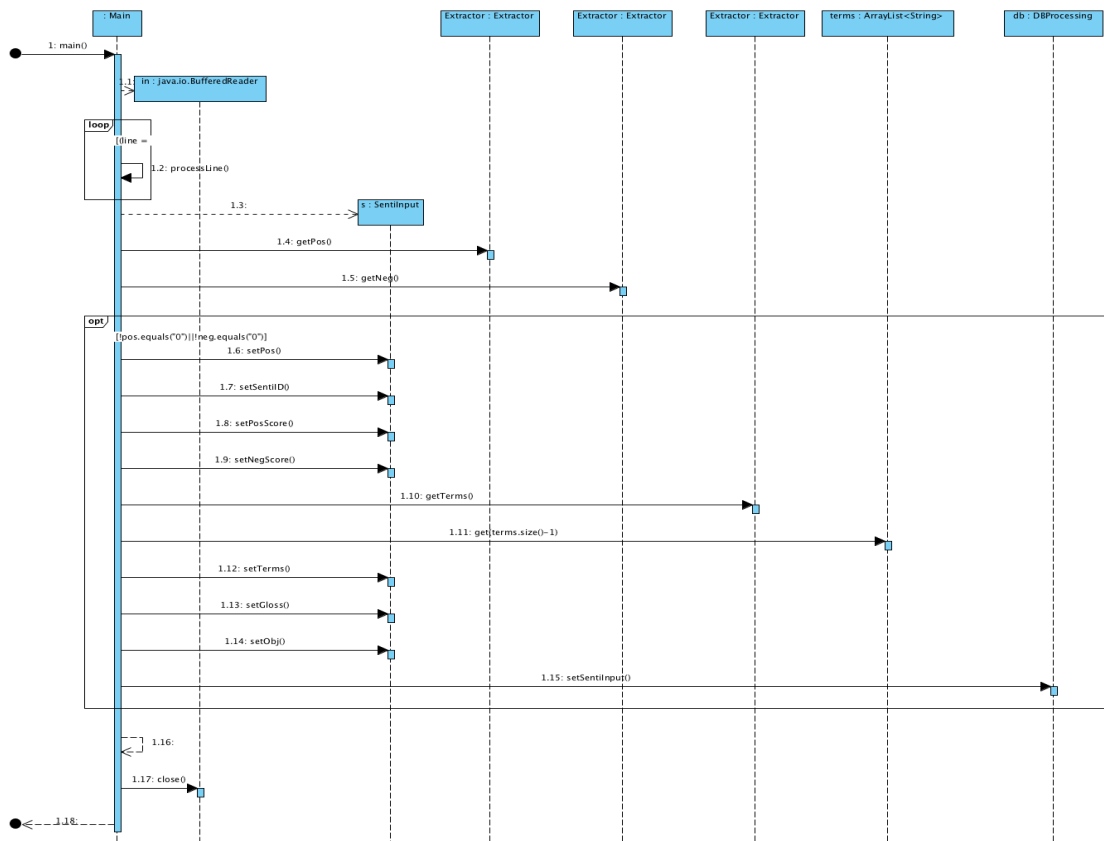 : Main
Extractor : Extractor
Extractor : Extractor
Extractor : Extractor
terms : ArrayList<String>
db : DBProcessing
1: main()
1.1:
in : java.io.BufferedReader
loop
[(line =
1.2: processLine()
1.3:
s : SentiInput
1.4: getPos()
1.5: getNeg()
opt
[!pos.equals("0")||!neg.equals("0")]
1.6: setPos()
1.7: setSentiID()
1.8: setPosScore()
1.9: setNegScore()
1.10: getTerms()
1.11: get(terms.size()-1)
1.12: setTerms()
1.13: setGloss()
1.14: setObj()
1.15: setSentiInput()
1.16:
1.17: close()
1.18: